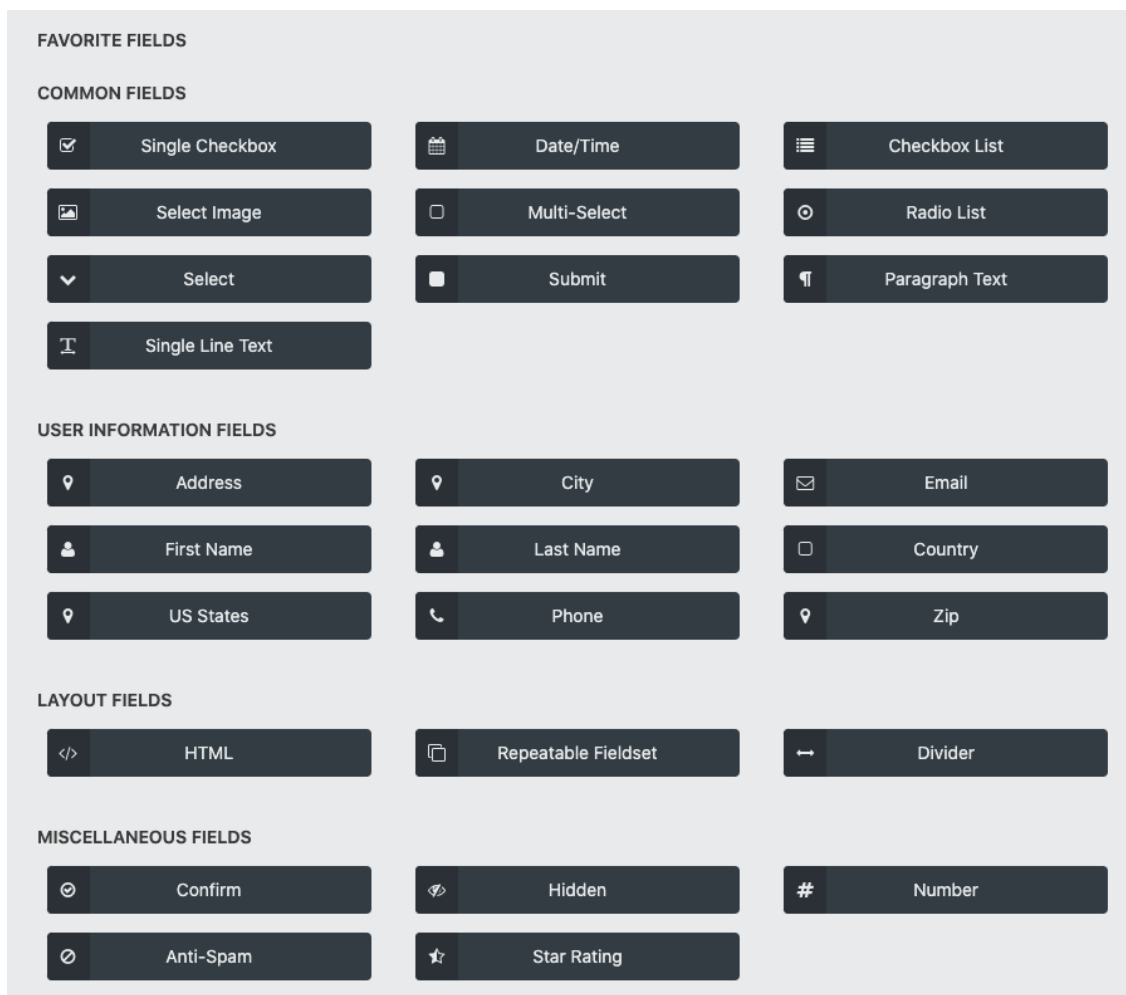 FAVORITE FIELDS
COMMON FIELDS
Single Checkbox
Date/Time
Checkbox List
Select Image
Multi-Select
Radio List
Select
Submit
Paragraph Text
Single Line Text
USER INFORMATION FIELDS
Address
City
Email
First Name
Last Name
Country
US States
Phone
Zip
LAYOUT FIELDS
HTML
Repeatable Fieldset
Divider
MISCELLANEOUS FIELDS
Confirm
Hidden
Number
Anti-Spam
Star Rating